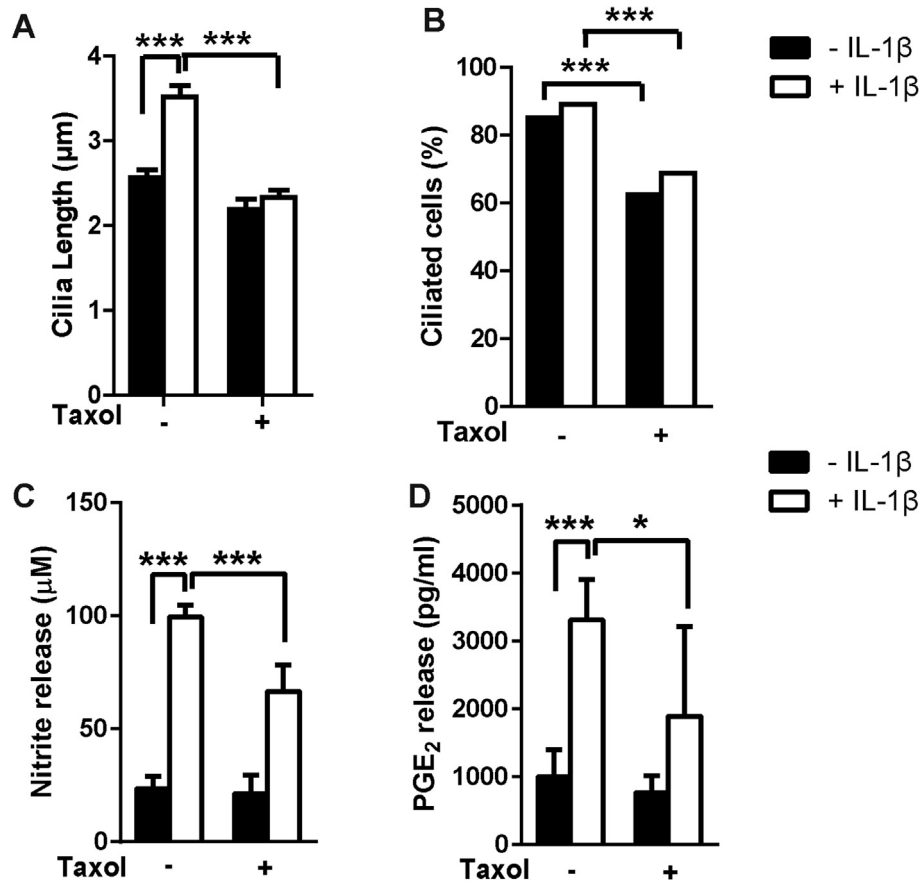 A
B
*** ***
***
***
- IL-1β
+ IL-1β
Cilia Length (μm)
4
3
2
1
0
Taxol - +
Ciliated cells (%)
100
80
60
40
20
0
Taxol - +
- IL-1β
+ IL-1β
C
D
*** ***
*** *
Nitrite release (μM)
150
100
50
0
Taxol - +
PGE₂ release (pg/ml)
5000
4000
3000
2000
1000
0
Taxol - +